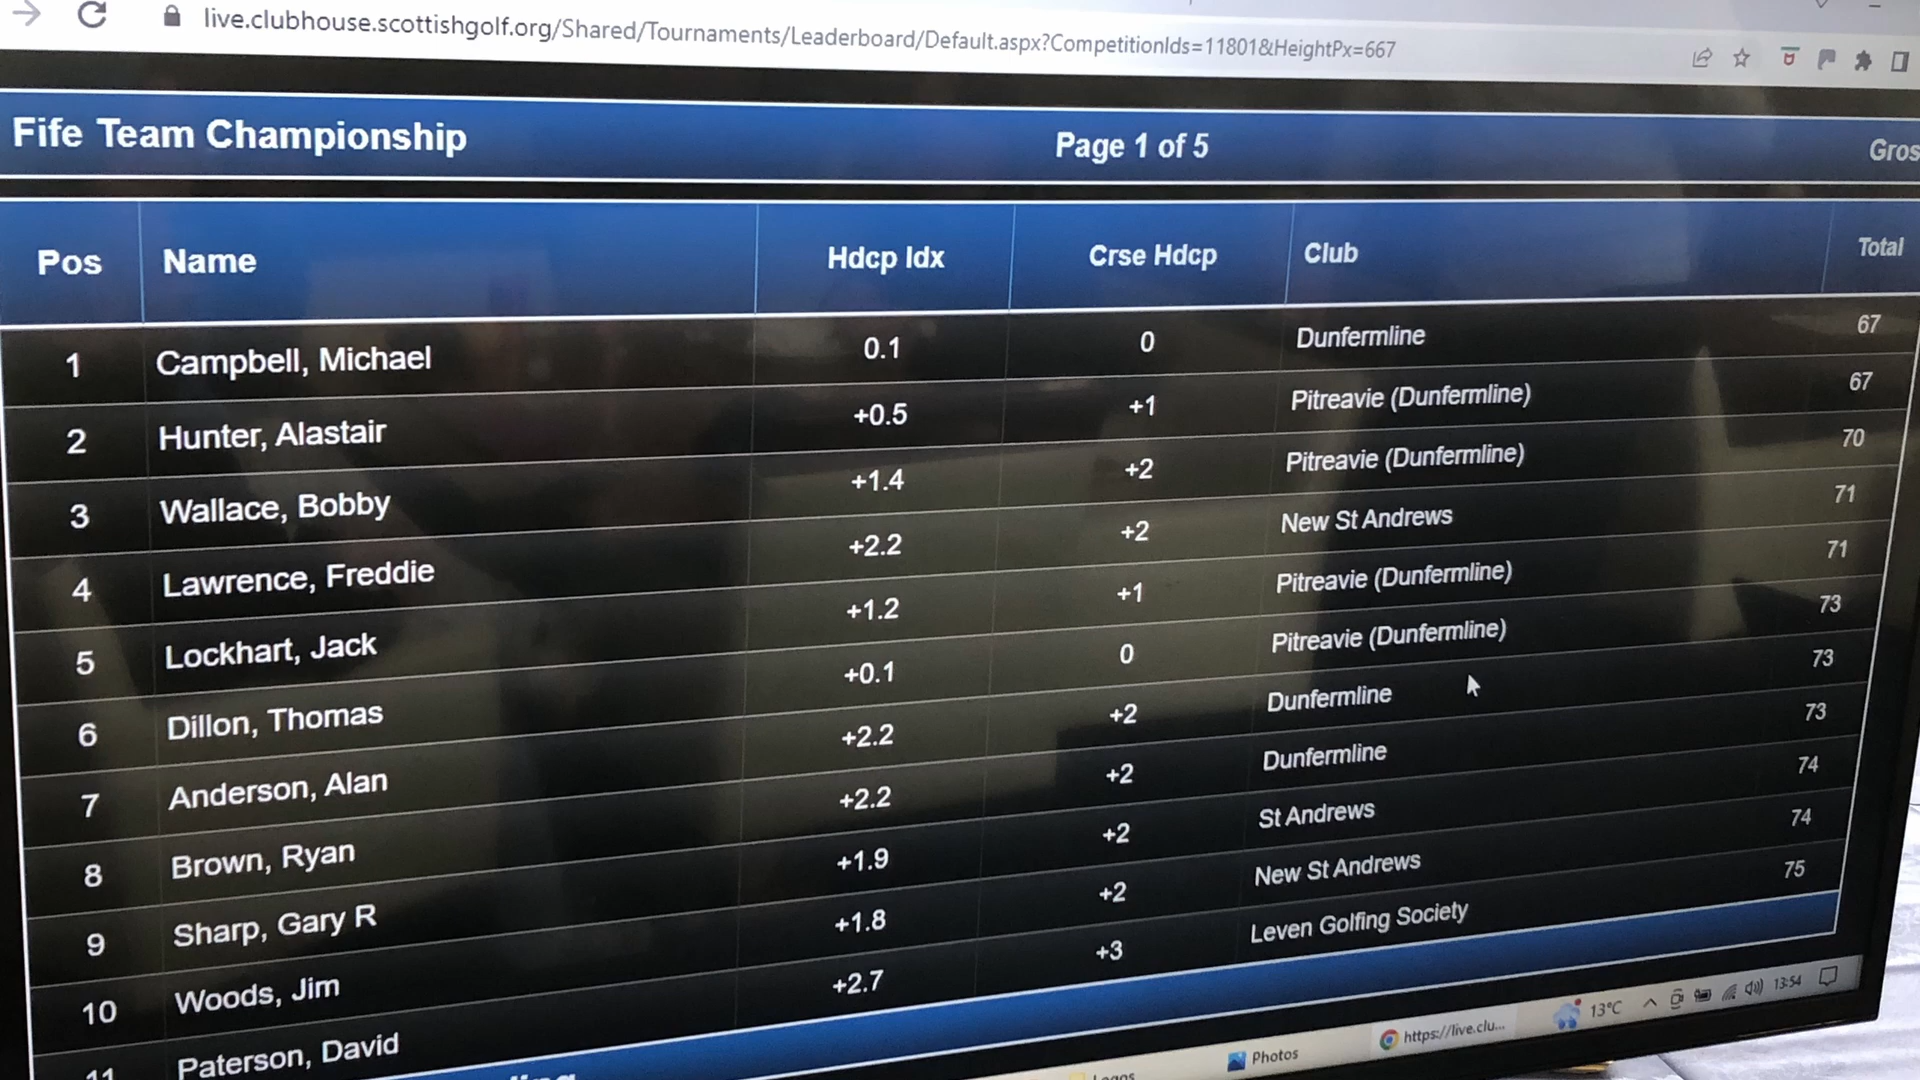 live.clubhouse.scottishgolf.org/Shared/Tournaments/Leaderboard/Default.aspx?CompetitionIds=11801&HeightPx=667
Fife Team Championship Page 1 of 5 Gros
Pos Name Hdcp Idx Crse Hdcp Club Total
1 Campbell, Michael 0.1 0 Dunfermline 67
2 Hunter, Alastair +0.5 +1 Pitreavie (Dunfermline) 67
3 Wallace, Bobby +1.4 +2 Pitreavie (Dunfermline) 70
4 Lawrence, Freddie +2.2 +2 New St Andrews 71
5 Lockhart, Jack +1.2 +1 Pitreavie (Dunfermline) 71
6 Dillon, Thomas +0.1 0 Pitreavie (Dunfermline) 73
7 Anderson, Alan +2.2 +2 Dunfermline 73
8 Brown, Ryan +2.2 +2 Dunfermline 73
9 Sharp, Gary R +1.9 +2 St Andrews 74
10 Woods, Jim +1.8 +2 New St Andrews 74
11 Paterson, David +2.7 +3 Leven Golfing Society 75
Photos https://live.clu... 13°C 13:54